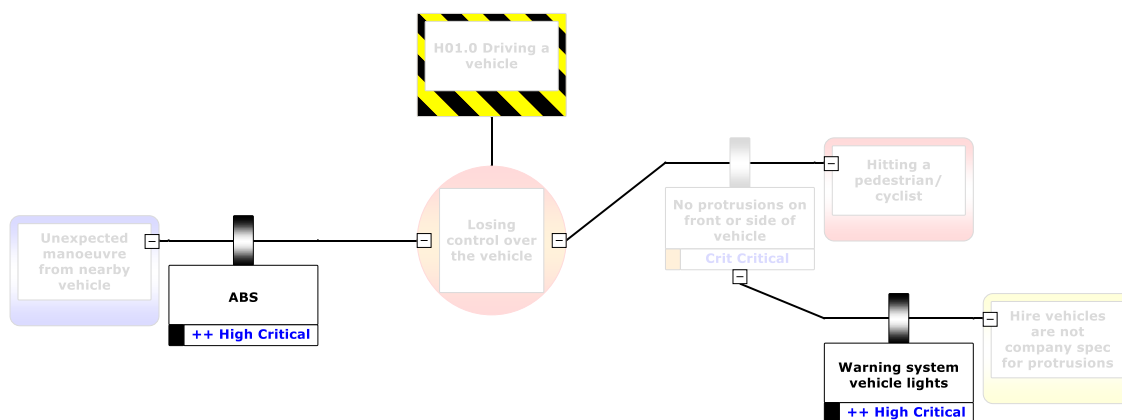 H01.0 Driving a
vehicle
Unexpected
manoeuvre
from nearby
vehicle
ABS
++ High Critical
Losing
control over
the vehicle
No protrusions on
front or side of
vehicle
Crit Critical
Hitting a
pedestrian/
cyclist
Warning system
vehicle lights
++ High Critical
Hire vehicles
are not
company spec
for protrusions